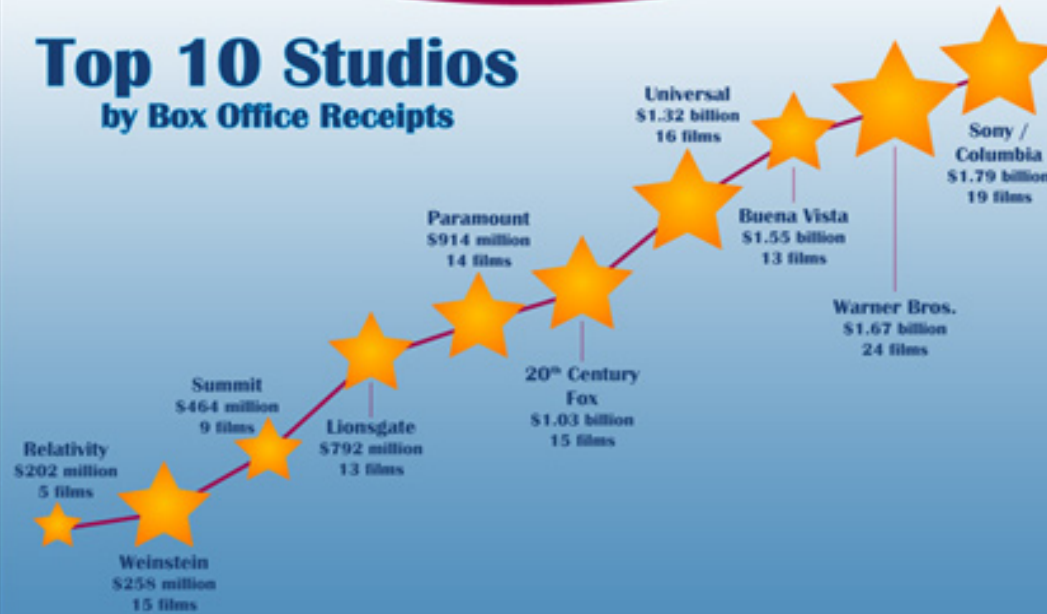 Top 10 Studios
by Box Office Receipts
Relativity
$202 million
5 films
Weinstein
$258 million
15 films
Summit
$464 million
9 films
Lionsgate
$792 million
13 films
Paramount
$914 million
14 films
20th Century
Fox
$1.03 billion
15 films
Universal
$1.32 billion
16 films
Buena Vista
$1.55 billion
13 films
Warner Bros.
$1.67 billion
24 films
Sony /
Columbia
$1.79 billion
19 films